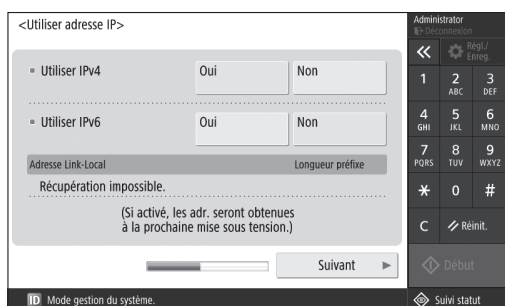 <Utiliser adresse IP>
Utiliser IPv4
Oui
Non
Utiliser IPv6
Oui
Non
Adresse Link-Local
Longueur préfixe
Récupération impossible.
(Si activé, les adr. seront obtenues
à la prochaine mise sous tension.)
Suivant
ID Mode gestion du système.
Administrator
Déconnexion
Régl./
Enreg.
1
2
3
ABC
DEF
4
5
6
GHI
JKL
MNO
7
8
9
PQRS
TUV
WXYZ
*
0
#
C
Réinit.
Début
Suivi statut